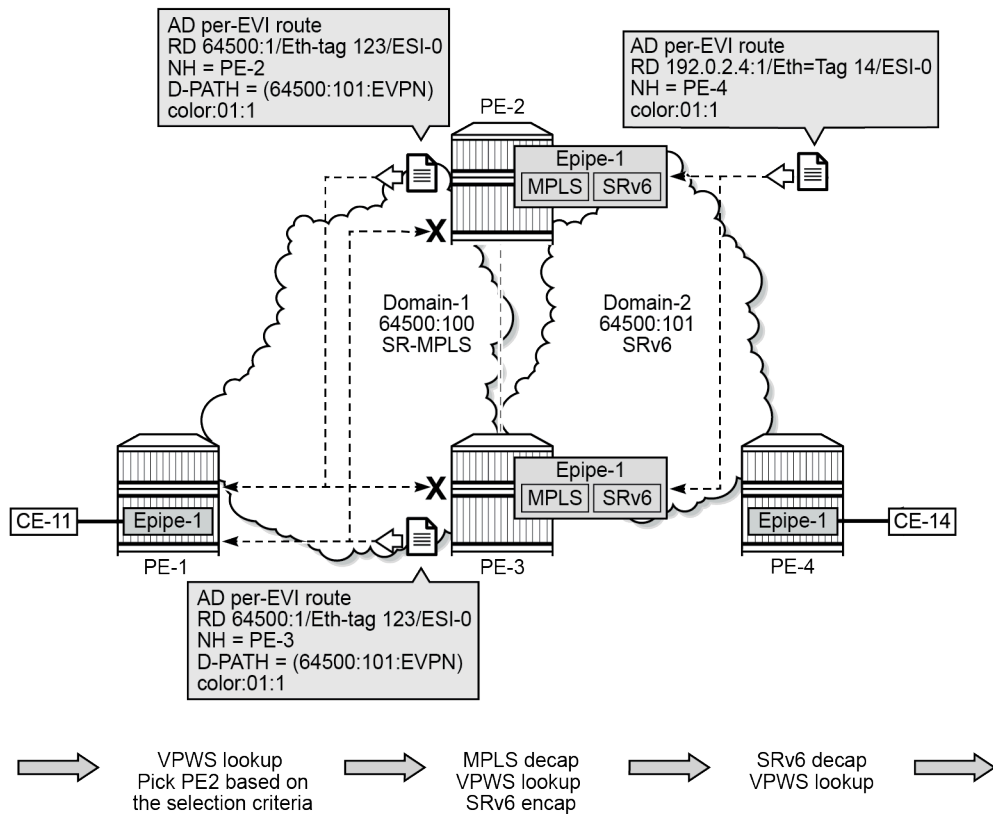 AD per-EVI route
RD 64500:1/Eth-tag 123/ESI-0
NH = PE-2
D-PATH = (64500:101:EVPN)
color:01:1
AD per-EVI route
RD 192.0.2.4:1/Eth=Tag 14/ESI-0
NH = PE-4
color:01:1
PE-2
Epipe-1
MPLS
SRv6
X
Domain-1
64500:100
SR-MPLS
Domain-2
64500:101
SRv6
X
Epipe-1
MPLS
SRv6
CE-11
Epipe-1
Epipe-1
CE-14
PE-1
PE-3
PE-4
AD per-EVI route
RD 64500:1/Eth-tag 123/ESI-0
NH = PE-3
D-PATH = (64500:101:EVPN)
color:01:1
VPWS lookup
Pick PE2 based on
the selection criteria
MPLS decap
VPWS lookup
SRv6 encap
SRv6 decap
VPWS lookup